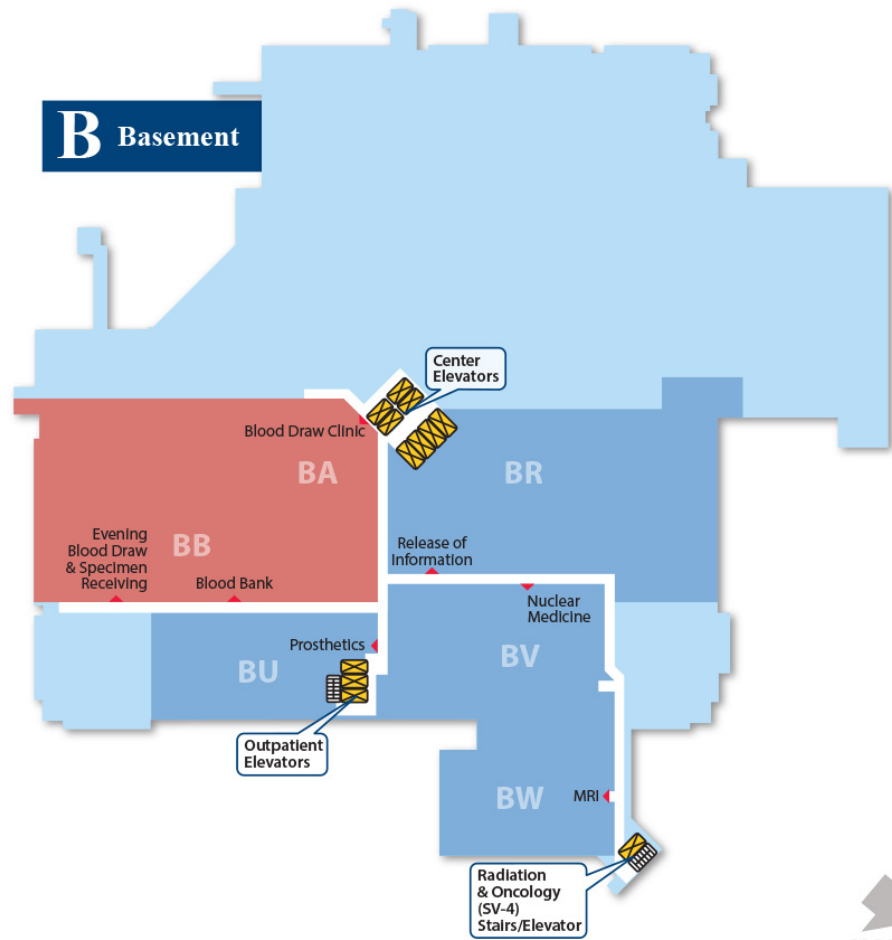 B Basement
Center
Elevators
Blood Draw Clinic
BA
BR
Evening
Blood Draw
& Specimen
Receiving
BB
Blood Bank
Release of
Information
Nuclear
Medicine
Prosthetics
BU
BV
Outpatient
Elevators
BW
MRI
Radiation
& Oncology
(SV-4)
Stairs/Elevator